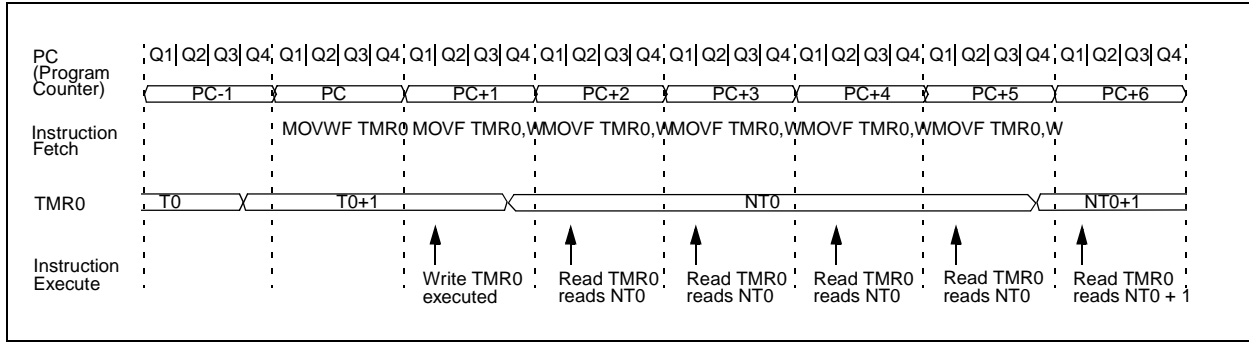 PC
(Program
Counter)
Q1 Q2 Q3 Q4 Q1 Q2 Q3 Q4 Q1 Q2 Q3 Q4 Q1 Q2 Q3 Q4 Q1 Q2 Q3 Q4 Q1 Q2 Q3 Q4 Q1 Q2 Q3 Q4 Q1 Q2 Q3 Q4
PC-1 PC PC+1 PC+2 PC+3 PC+4 PC+5 PC+6
Instruction
Fetch
MOVWF TMR0 MOVF TMR0,W MOVF TMR0,W MOVF TMR0,W MOVF TMR0,W MOVF TMR0,W
TMR0 T0 T0+1 NT0 NT0+1
Instruction
Execute
Write TMR0
executed
Read TMR0
reads NT0
Read TMR0
reads NT0
Read TMR0
reads NT0
Read TMR0
reads NT0
Read TMR0
reads NT0 + 1